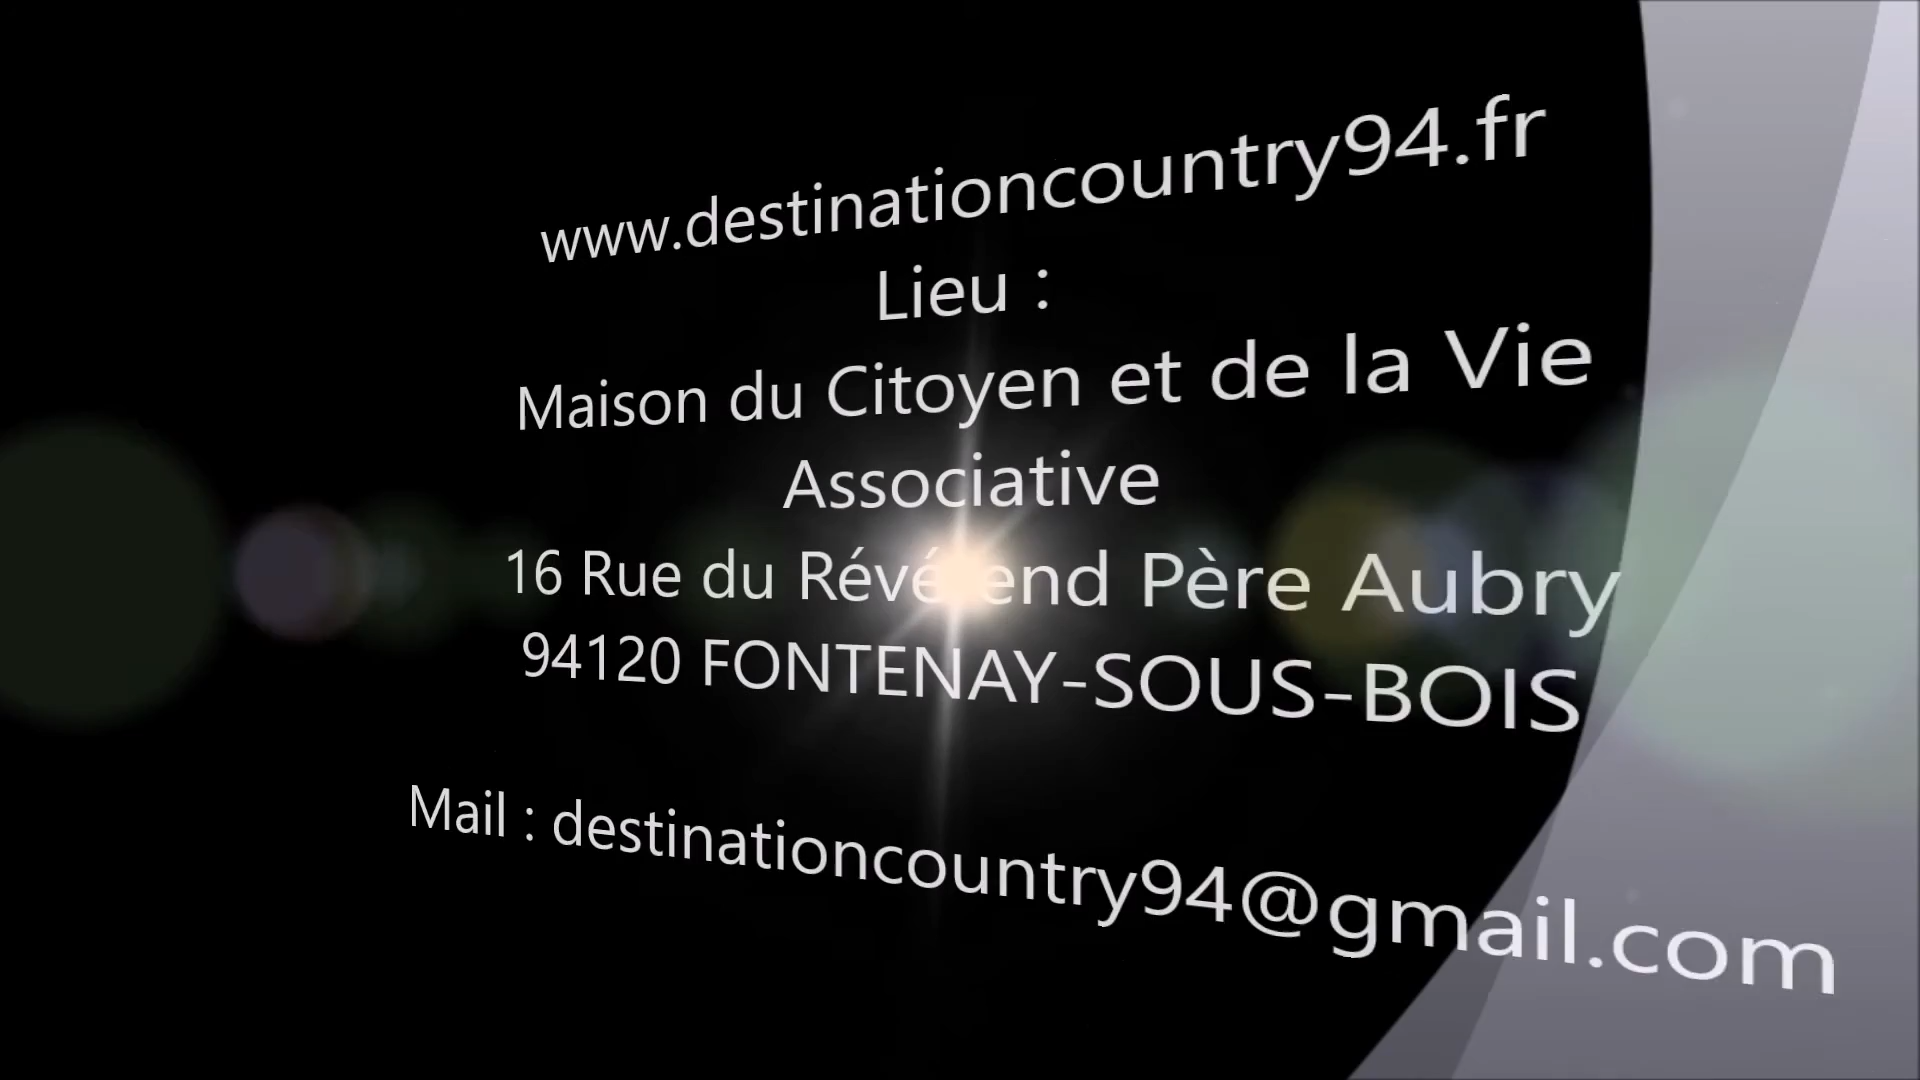 www.destinationcountry94.fr
Lieu :
Maison du Citoyen et de la Vie
Associative
16 Rue du Révérend Père Aubry
94120 FONTENAY-SOUS-BOIS
Mail : destinationcountry94@gmail.com